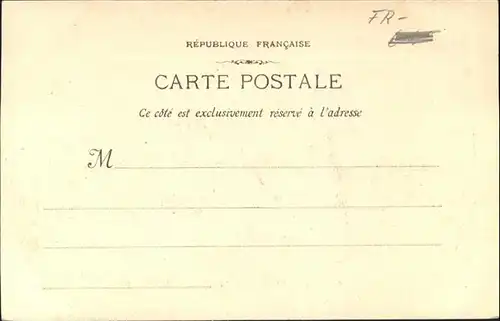 FR-
RÉPUBLIQUE FRANÇAISE
CARTE POSTALE
Ce côté est exclusivement réservé à l'adresse
M